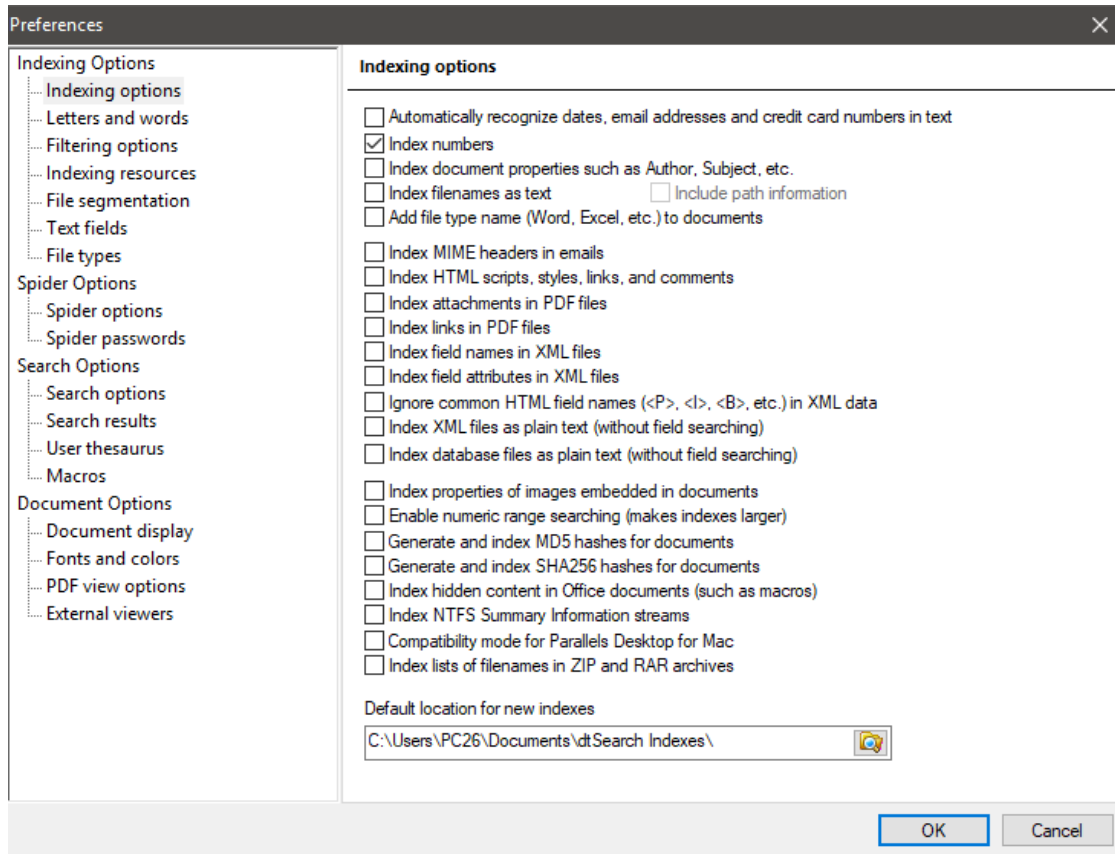 Preferences
Indexing Options
Indexing options
Letters and words
Filtering options
Indexing resources
File segmentation
Text fields
File types
Spider Options
Spider options
Spider passwords
Search Options
Search options
Search results
User thesaurus
Macros
Document Options
Document display
Fonts and colors
PDF view options
External viewers
Indexing options
Automatically recognize dates, email addresses and credit card numbers in text
Index numbers
Index document properties such as Author, Subject, etc.
Index filenames as text Include path information
Add file type name (Word, Excel, etc.) to documents
Index MIME headers in emails
Index HTML scripts, styles, links, and comments
Index attachments in PDF files
Index links in PDF files
Index field names in XML files
Index field attributes in XML files
Ignore common HTML field names (<P>, <I>, <B>, etc.) in XML data
Index XML files as plain text (without field searching)
Index database files as plain text (without field searching)
Index properties of images embedded in documents
Enable numeric range searching (makes indexes larger)
Generate and index MD5 hashes for documents
Generate and index SHA256 hashes for documents
Index hidden content in Office documents (such as macros)
Index NTFS Summary Information streams
Compatibility mode for Parallels Desktop for Mac
Index lists of filenames in ZIP and RAR archives
Default location for new indexes
C:\Users\PC26\Documents\dtSearch Indexes\
OK Cancel